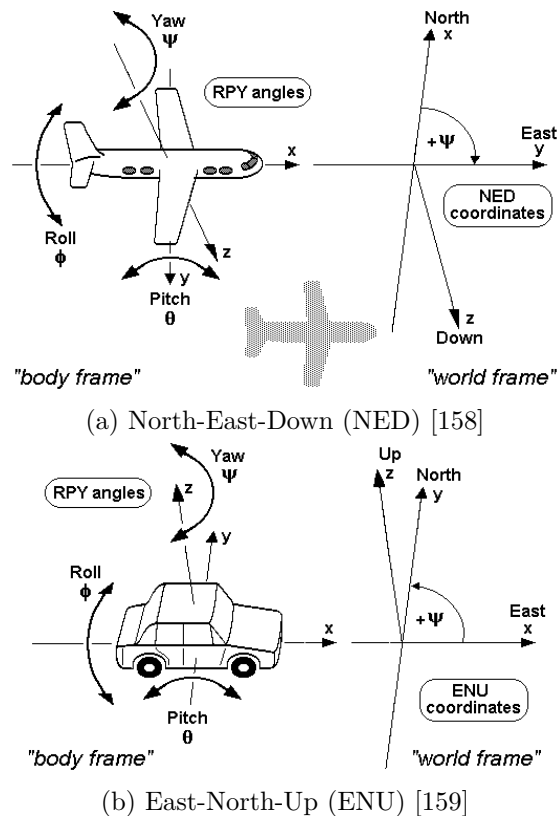 Yaw
Ψ
RPY angles
x
Roll
ϕ
z
y
Pitch
θ
"body frame"
North
x
+Ψ
East
y
NED
coordinates
z
Down
"world frame"
(a) North-East-Down (NED) [158]
Yaw
Ψ
RPY angles
z
y
Roll
ϕ
x
Pitch
θ
"body frame"
Up
z
North
y
+Ψ
East
x
ENU
coordinates
"world frame"
(b) East-North-Up (ENU) [159]